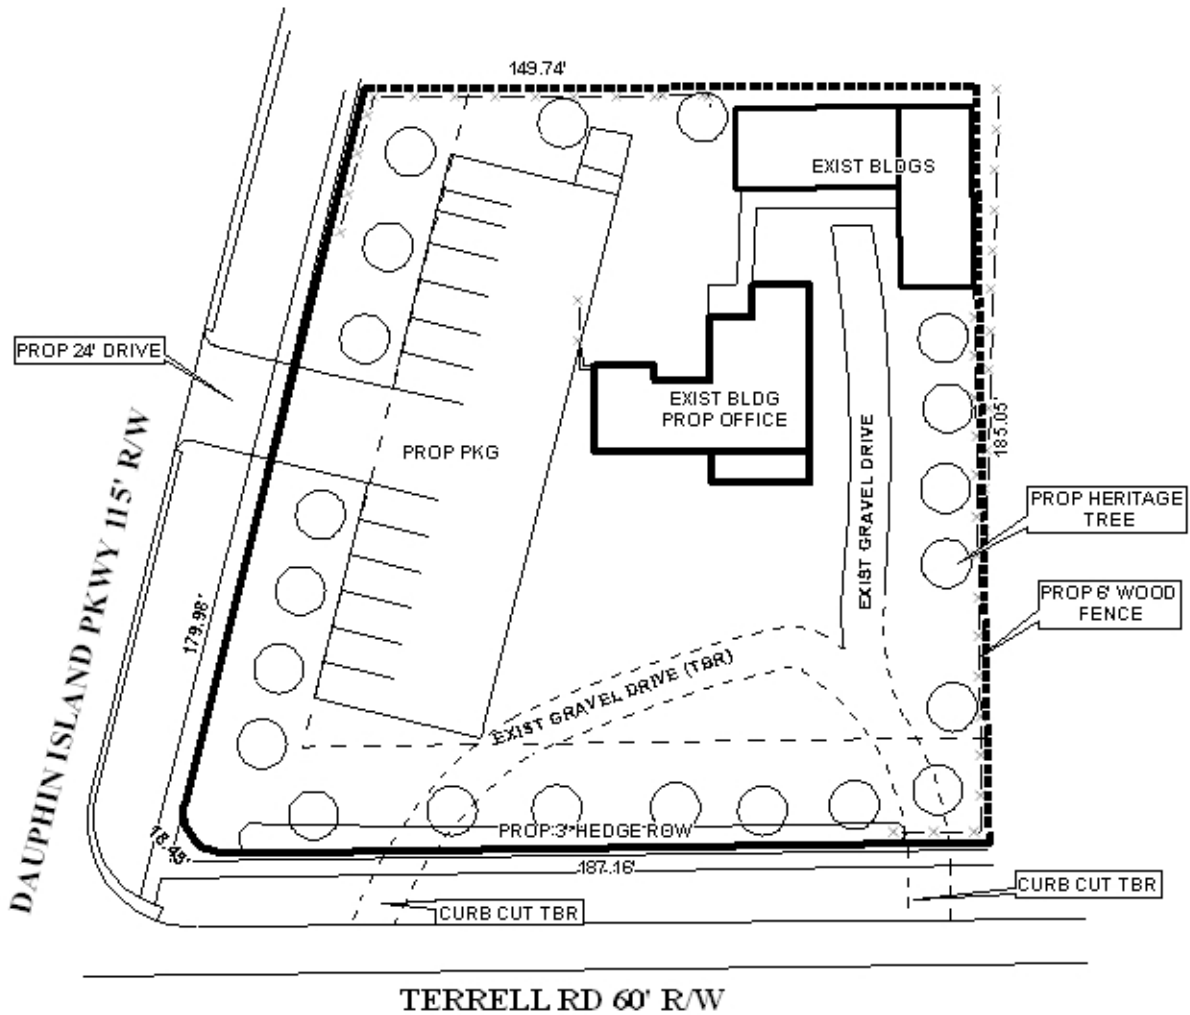 149.74'
EXIST BLDGS
PROP 24' DRIVE
EXIST BLDG
PROP OFFICE
PROP PKG
185.05'
EXIST GRAVEL DRIVE
DAUPHIN ISLAND PKWY 115' R/W
PROP HERITAGE
TREE
PROP 6' WOOD
FENCE
179.98'
EXIST GRAVEL DRIVE (TBR)
PROP 3' HEDGE ROW
18.45'
187.16'
CURB CUT TBR
CURB CUT TBR
TERRELL RD 60' R/W